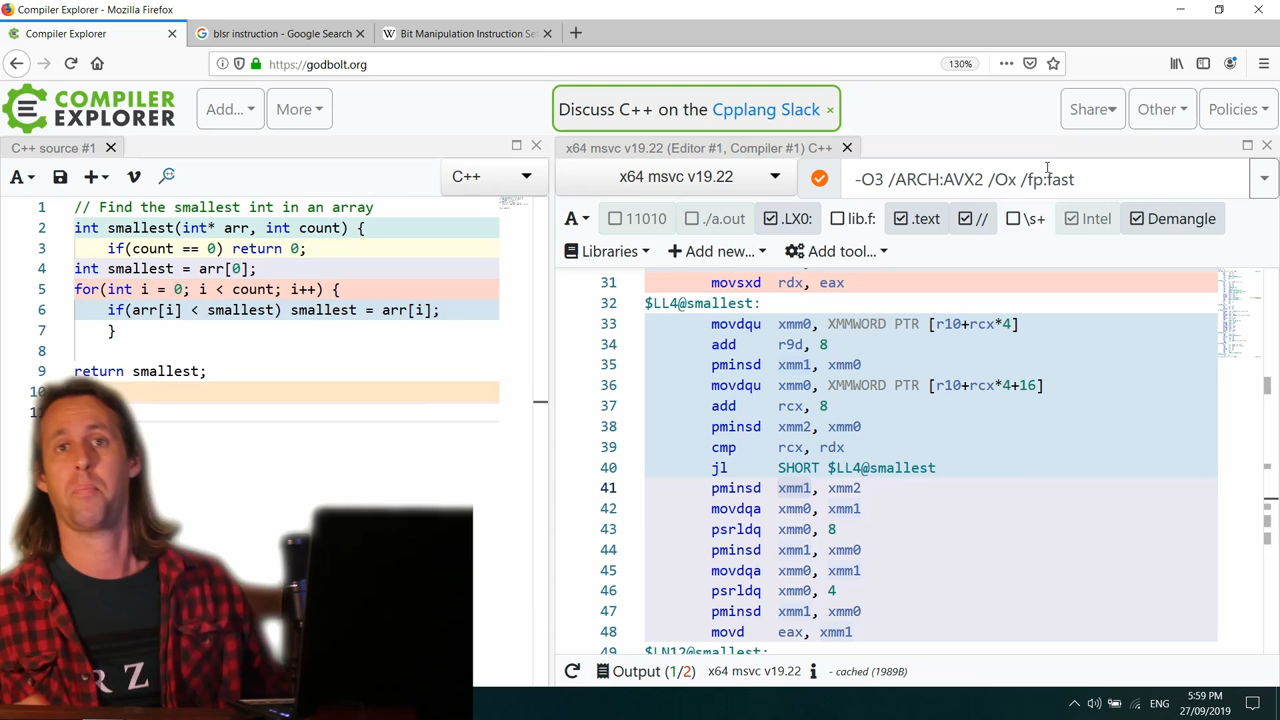 Compiler Explorer - Mozilla Firefox
Compiler Explorer
blsr instruction - Google Search
Bit Manipulation Instruction Se
https://godbolt.org
130%
COMPILER
EXPLORER
Add...
More
Discuss C++ on the Cpplang Slack ×
Share
Other
Policies
C++ source #1
x64 msvc v19.22 (Editor #1, Compiler #1) C++
A
C++
x64 msvc v19.22
-O3 /ARCH:AVX2 /Ox /fp:fast
A
11010
./a.out
.LX0:
lib.f:
.text
//
\s+
Intel
Demangle
Libraries
+ Add new...
Add tool...
1 // Find the smallest int in an array
2 int smallest(int* arr, int count) {
3 if(count == 0) return 0;
4 int smallest = arr[0];
5 for(int i = 0; i < count; i++) {
6 if(arr[i] < smallest) smallest = arr[i];
7 }
8
9 return smallest;
10
31 movsxd rdx, eax
32 $LL4@smallest:
33 movdqu xmm0, XMMWORD PTR [r10+rcx*4]
34 add r9d, 8
35 pminsd xmm1, xmm0
36 movdqu xmm0, XMMWORD PTR [r10+rcx*4+16]
37 add rcx, 8
38 pminsd xmm2, xmm0
39 cmp rcx, rdx
40 jl SHORT $LL4@smallest
41 pminsd xmm1, xmm2
42 movdqa xmm0, xmm1
43 psrldq xmm0, 8
44 pminsd xmm1, xmm0
45 movdqa xmm0, xmm1
46 psrldq xmm0, 4
47 pminsd xmm1, xmm0
48 movd eax, xmm1
49 $LN12@smallest:
Output (1/2) x64 msvc v19.22 i - cached (1989B)
R Z
ENG
5:59 PM
27/09/2019